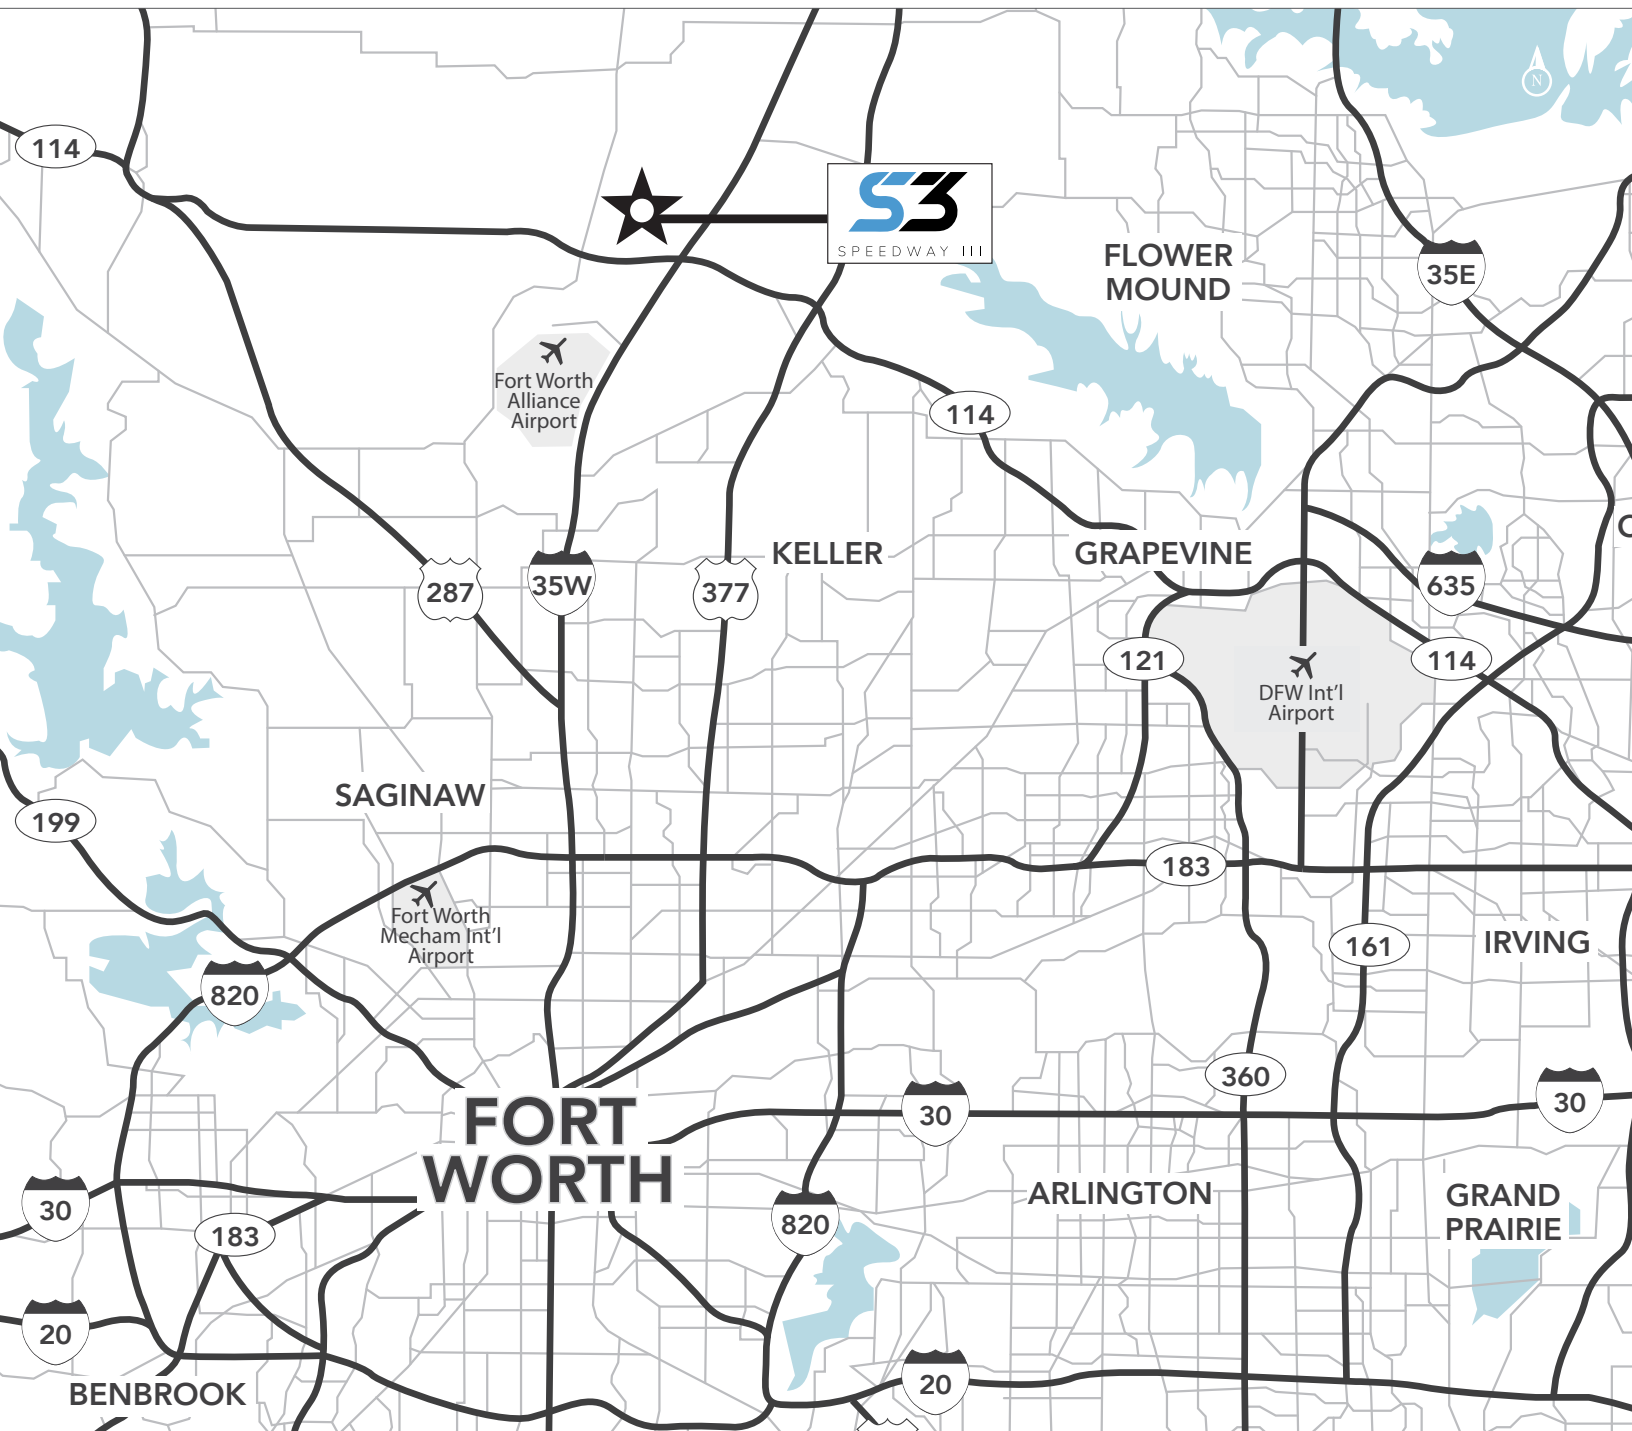 N
114
S3
SPEEDWAY III
FLOWER
MOUND
35E
Fort Worth
Alliance
Airport
114
KELLER
GRAPEVINE
287
35W
377
635
121
114
DFW Int'l
Airport
SAGINAW
199
183
Fort Worth
Mecham Int'l
Airport
161
IRVING
820
360
30
30
FORT
WORTH
30
ARLINGTON
GRAND
PRAIRIE
820
183
20
20
BENBROOK